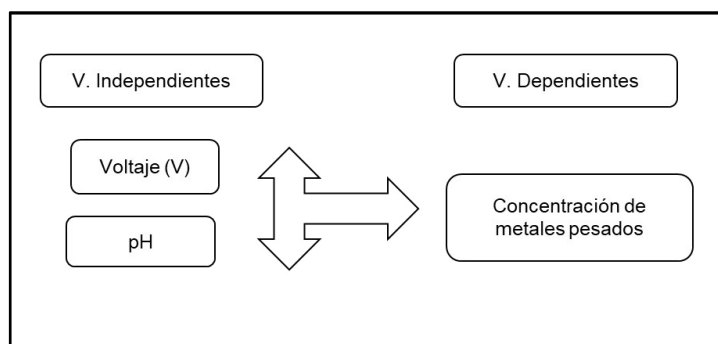 V. Independientes
V. Dependientes
Voltaje (V)
pH
Concentración de
metales pesados